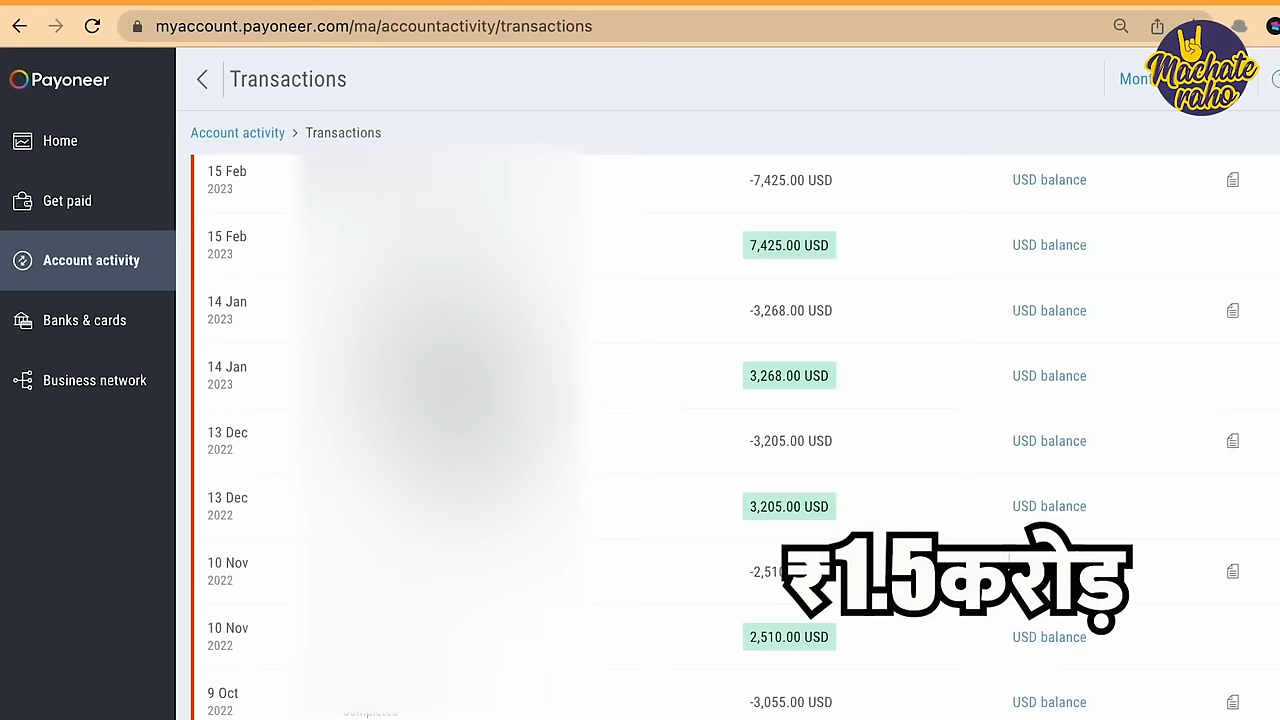 myaccount.payoneer.com/ma/accountactivity/transactions
Machate
raho
Payoneer
Transactions
Mon
Account activity > Transactions
Home
Get paid
Account activity
Banks & cards
Business network
15 Feb
2023
-7,425.00 USD
USD balance
15 Feb
2023
7,425.00 USD
USD balance
14 Jan
2023
-3,268.00 USD
USD balance
14 Jan
2023
3,268.00 USD
USD balance
13 Dec
2022
-3,205.00 USD
USD balance
13 Dec
2022
3,205.00 USD
USD balance
10 Nov
2022
-2,510
₹1.5करोड़
10 Nov
2022
2,510.00 USD
USD balance
9 Oct
2022
-3,055.00 USD
USD balance